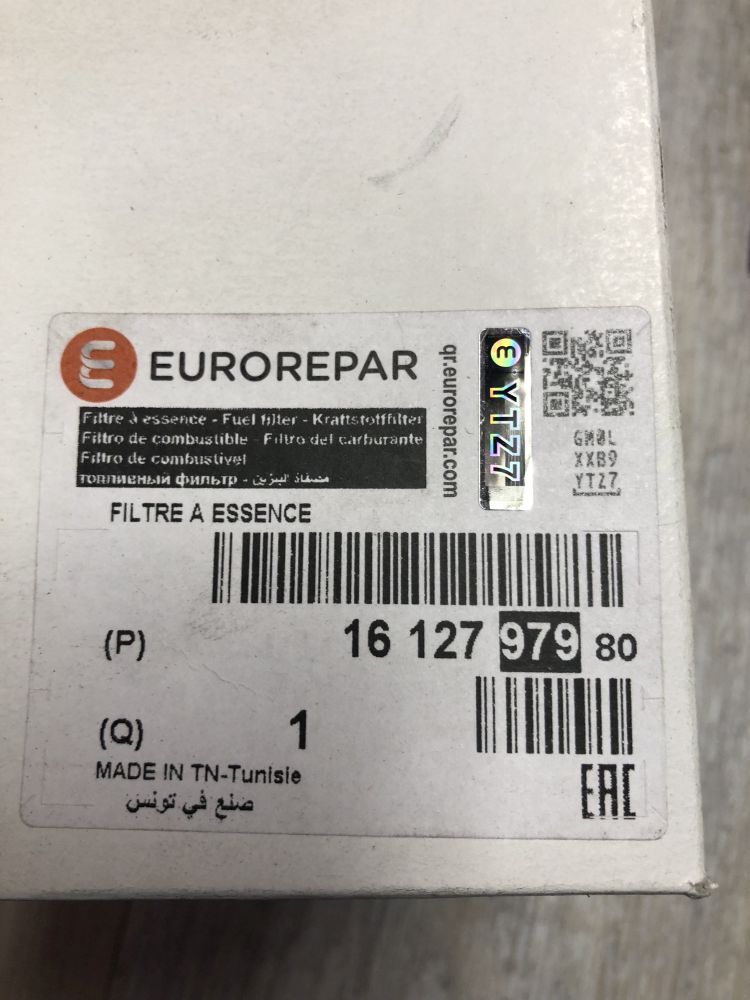 EUROREPAR
Filtre à essence - Fuel filter - Kraftstoffilter
Filtro de combustible - Filtro del carburante
Filtro de combustível
топливный фильтр - مصفاة البنزين
qr.eurorepar.com
YTZ7
GM0L
XXB9
YTZ7
FILTRE A ESSENCE
(P) 16 127 979 80
(Q) 1
MADE IN TN-Tunisie
صنع في تونس
EAC